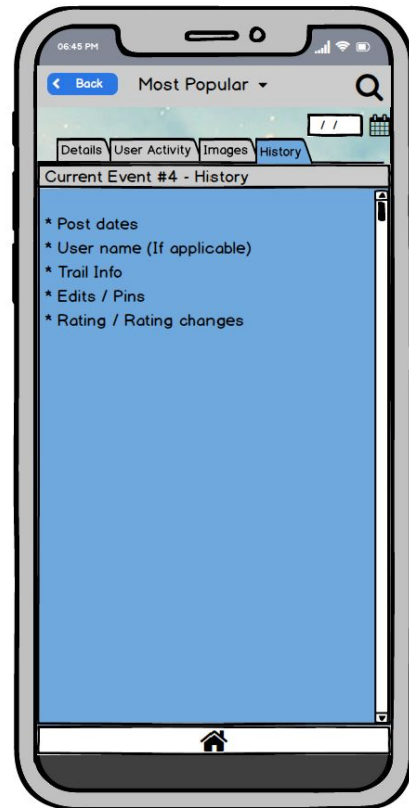 06:45 PM
Back Most Popular
/ /
Details User Activity Images History
Current Event #4 - History
* Post dates
* User name (If applicable)
* Trail Info
* Edits / Pins
* Rating / Rating changes